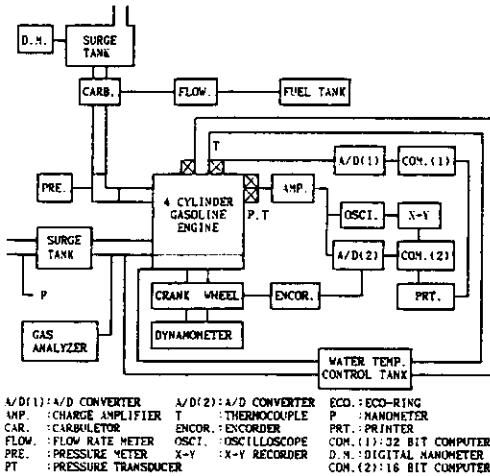 D.M.
SURGE
TANK
CARB.
FLOW.
FUEL TANK
T
A/D(1)
COM.(1)
PRE.
4 CYLINDER
GASOLINE
ENGINE
P.T
AMP.
OSCI.
X-Y
SURGE
TANK
A/D(2)
COM.(2)
P
CRANK WHEEL
ENCOR.
PRT.
GAS
ANALYZER
DYNAMOMETER
WATER TEMP.
CONTROL TANK
A/D(1):A/D CONVERTER A/D(2):A/D CONVERTER ECO.:ECO-RING
AMP. :CHARGE AMPLIFIER T :THERMOCOUPLE P :MANOMETER
CAR. :CARBULETOR ENCOR.:ENCORDER PRT.:PRINTER
FLOW. :FLOW RATE METER OSCI. :OSCILLOSCOPE COM.(1):32 BIT COMPUTER
PRE. :PRESSURE METER X-Y :X-Y RECORDER D.M.:DIGITAL MANOMETER
PT :PRESSURE TRANSDUCER COM.(2):16 BIT COMPUTER